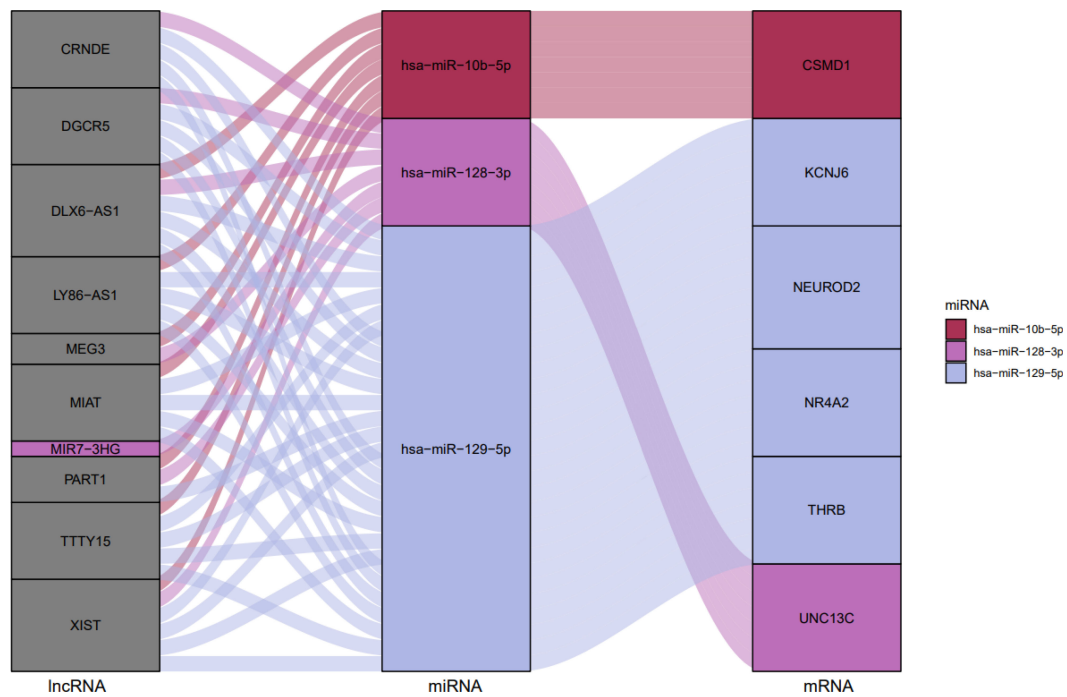 CRNDE
DGCR5
DLX6−AS1
LY86−AS1
MEG3
MIAT
MIR7−3HG
PART1
TTTY15
XIST
lncRNA
hsa−miR−10b−5p
hsa−miR−128−3p
hsa−miR−129−5p
miRNA
CSMD1
KCNJ6
NEUROD2
NR4A2
THRB
UNC13C
mRNA
miRNA
hsa−miR−10b−5p
hsa−miR−128−3p
hsa−miR−129−5p